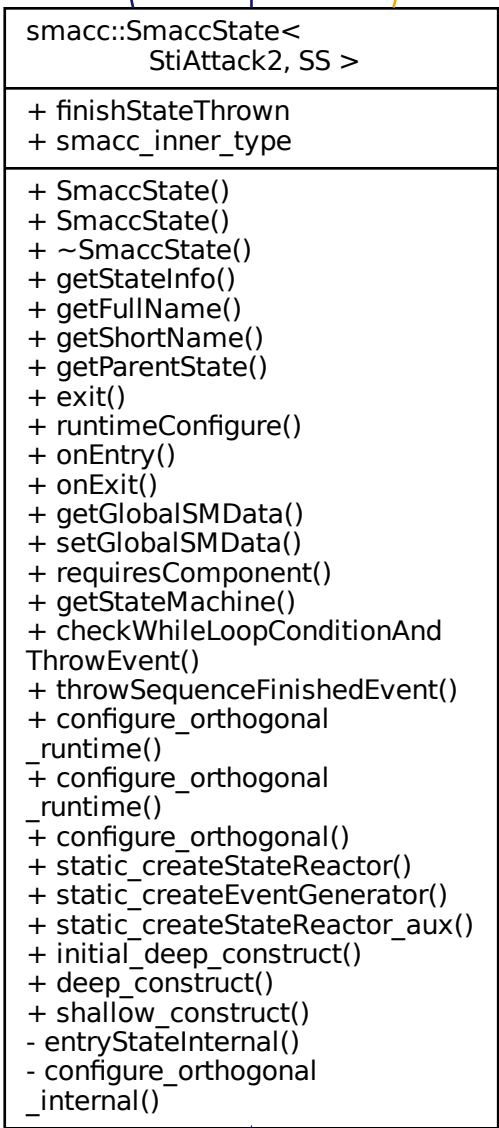 smacc::SmaccState<
StiAttack2, SS >
+ finishStateThrown
+ smacc_inner_type
+ SmaccState()
+ SmaccState()
+ ~SmaccState()
+ getStateInfo()
+ getFullName()
+ getShortName()
+ getParentState()
+ exit()
+ runtimeConfigure()
+ onEntry()
+ onExit()
+ getGlobalSMData()
+ setGlobalSMData()
+ requiresComponent()
+ getStateMachine()
+ checkWhileLoopConditionAnd
ThrowEvent()
+ throwSequenceFinishedEvent()
+ configure_orthogonal
_runtime()
+ configure_orthogonal
_runtime()
+ configure_orthogonal()
+ static_createStateReactor()
+ static_createEventGenerator()
+ static_createStateReactor_aux()
+ initial_deep_construct()
+ deep_construct()
+ shallow_construct()
- entryStateInternal()
- configure_orthogonal
_internal()